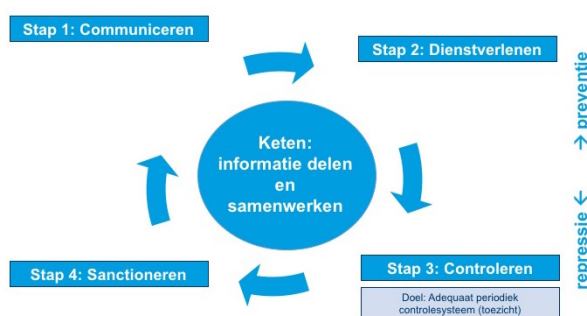 Stap 1: Communiceren
Stap 2: Dienstverlenen
Keten:
informatie delen
en
samenwerken
Stap 4: Sanctioneren
Stap 3: Controleren
Doel: Adequaat periodiek
controlesysteem (toezicht)
repressie ← → preventie